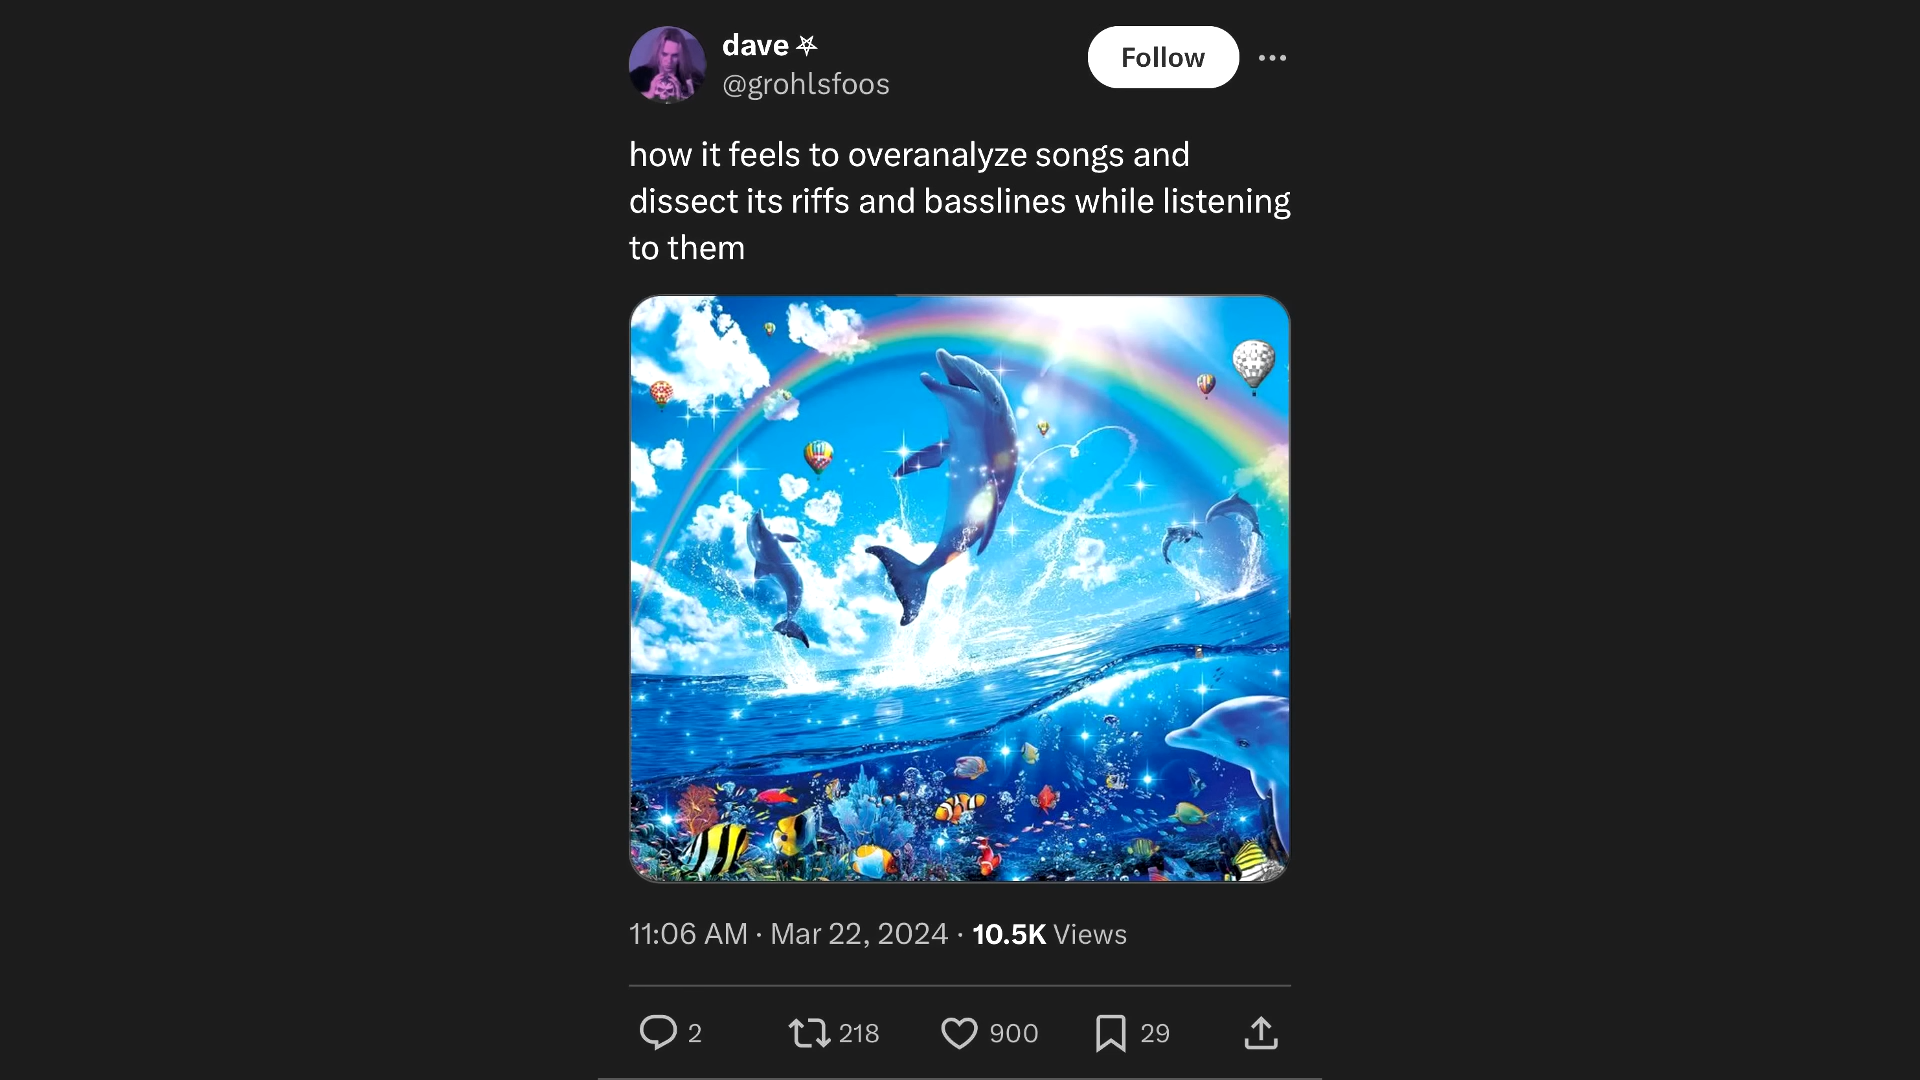 dave ⛧
@grohlsfoos
Follow
how it feels to overanalyze songs and
dissect its riffs and basslines while listening
to them
11:06 AM · Mar 22, 2024 · 10.5K Views
2 218 900 29